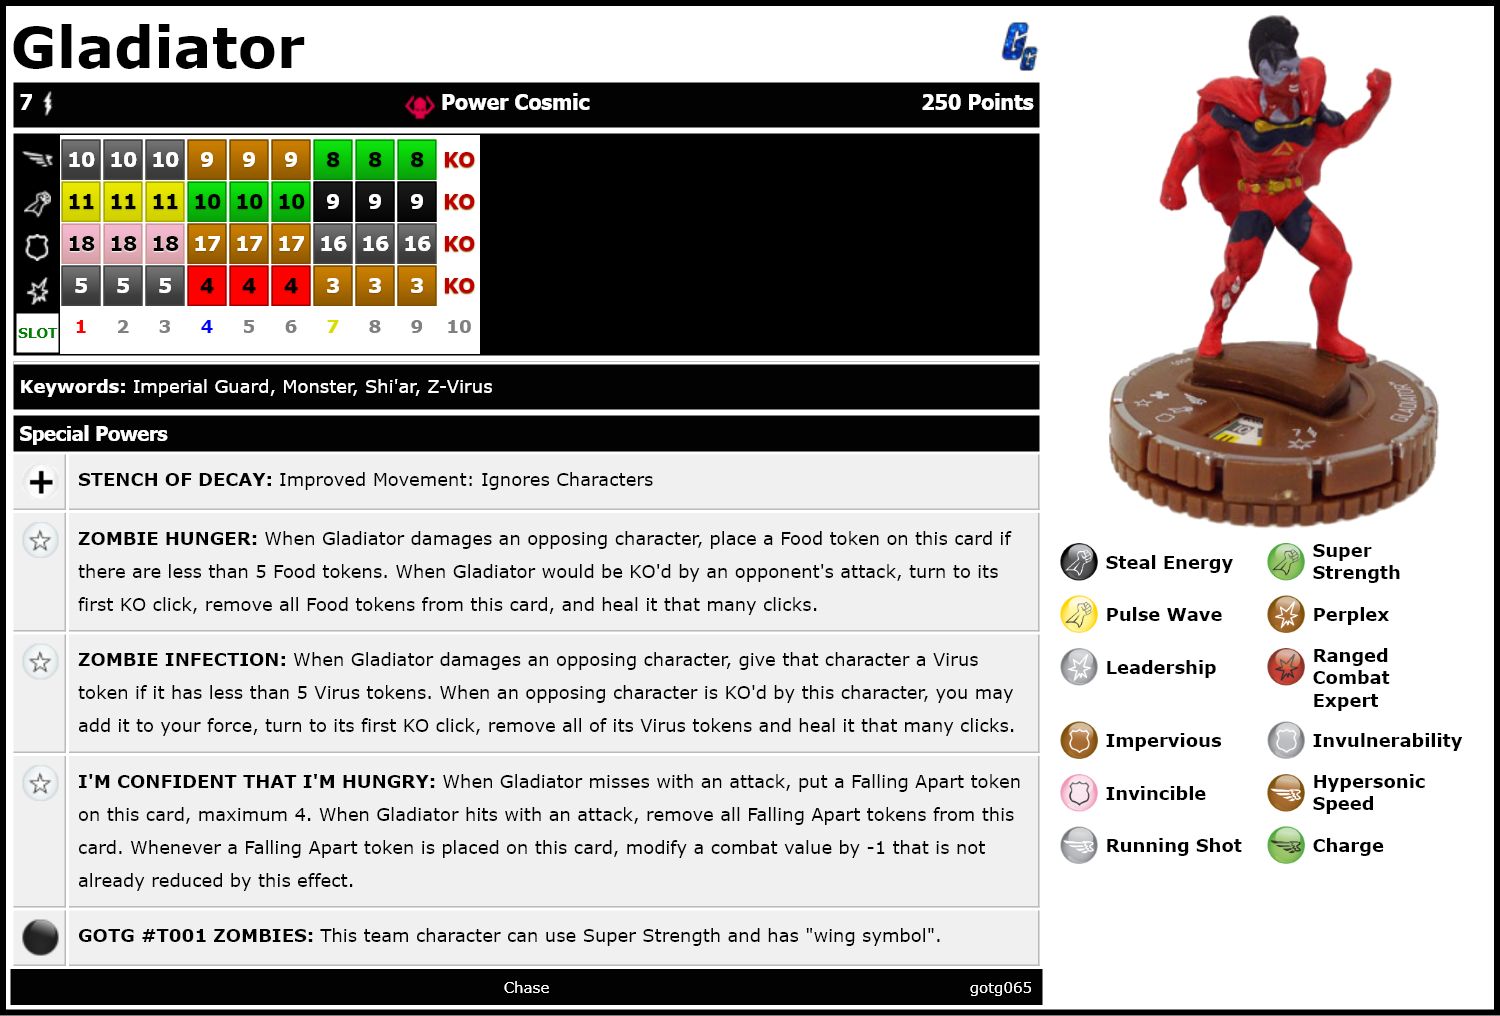 Gladiator
GG
7 Power Cosmic 250 Points
10 10 10 9 9 9 8 8 8 KO
11 11 11 10 10 10 9 9 9 KO
18 18 18 17 17 17 16 16 16 KO
5 5 5 4 4 4 3 3 3 KO
SLOT 1 2 3 4 5 6 7 8 9 10
Keywords: Imperial Guard, Monster, Shi'ar, Z-Virus
Special Powers
STENCH OF DECAY: Improved Movement: Ignores Characters
ZOMBIE HUNGER: When Gladiator damages an opposing character, place a Food token on this card if
there are less than 5 Food tokens. When Gladiator would be KO'd by an opponent's attack, turn to its
first KO click, remove all Food tokens from this card, and heal it that many clicks.
ZOMBIE INFECTION: When Gladiator damages an opposing character, give that character a Virus
token if it has less than 5 Virus tokens. When an opposing character is KO'd by this character, you may
add it to your force, turn to its first KO click, remove all of its Virus tokens and heal it that many clicks.
I'M CONFIDENT THAT I'M HUNGRY: When Gladiator misses with an attack, put a Falling Apart token
on this card, maximum 4. When Gladiator hits with an attack, remove all Falling Apart tokens from this
card. Whenever a Falling Apart token is placed on this card, modify a combat value by -1 that is not
already reduced by this effect.
GOTG #T001 ZOMBIES: This team character can use Super Strength and has "wing symbol".
Chase gotg065
GLADIATOR
Steal Energy
Super
Strength
Pulse Wave
Perplex
Leadership
Ranged
Combat
Expert
Impervious
Invulnerability
Invincible
Hypersonic
Speed
Running Shot
Charge